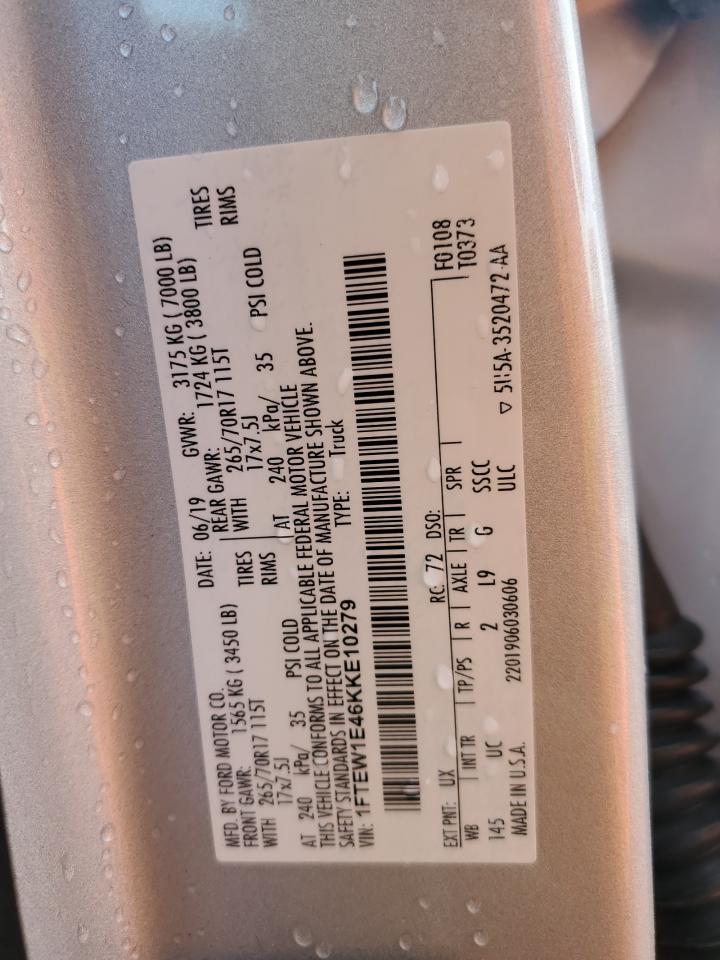 MFD. BY FORD MOTOR CO.
DATE: 06/19 GVWR: 3175 KG ( 7000 LB)
FRONT GAWR: 1565 KG ( 3450 LB) REAR GAWR: 1724 KG ( 3800 LB)
WITH 265/70R17 115T TIRES WITH 265/70R17 115T TIRES
17x7.5J RIMS 17x7.5J RIMS
AT 240 kPa/ 35 PSI COLD AT 240 kPa/ 35 PSI COLD
THIS VEHICLE CONFORMS TO ALL APPLICABLE FEDERAL MOTOR VEHICLE
SAFETY STANDARDS IN EFFECT ON THE DATE OF MANUFACTURE SHOWN ABOVE.
VIN: 1FTEW1E46KKE10279 TYPE: Truck
F0108
T0373
EXT PNT: UX RC: 72 DSO:
WB INT TR TP/PS R AXLE TR SPR
145 UC 2 L9 G SSCC
ULC
MADE IN U.S.A. 2201906030606
-3520472-AA